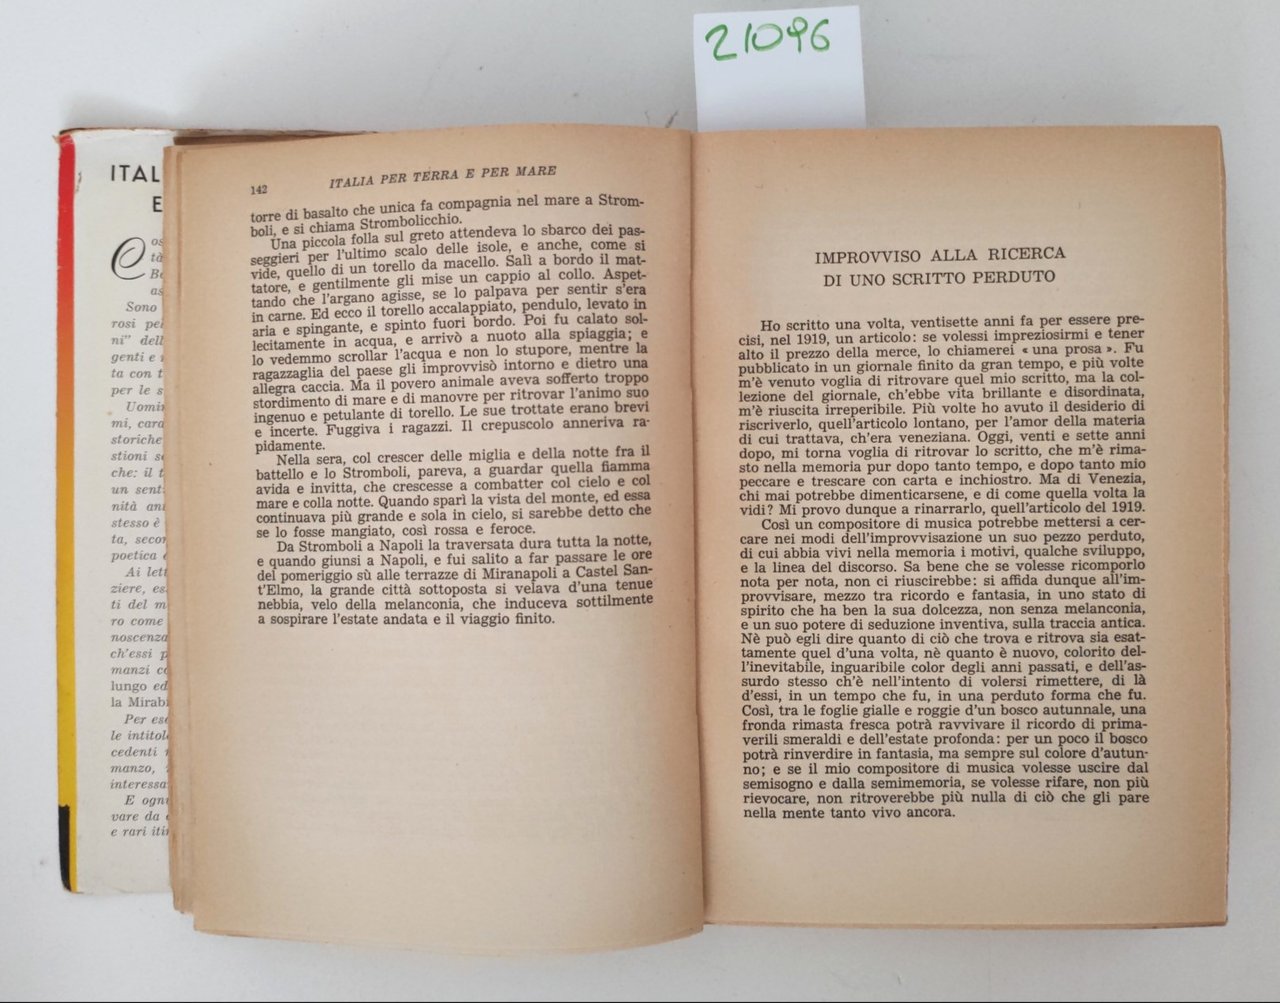 21096
ITAL
E
Sono
Uomin
mi, cara
storiche
stesso è
poetica
Ai lett
ro come
noscenza
ch'essi p
lungo ed
la Mirabi
E ogni
vare da
e rari itin
142
ITALIA PER TERRA E PER MARE
torre di basalto che unica fa compagnia nel mare a Strom-
boli, e si chiama Strombolicchio.
Una piccola folla sul greto attendeva lo sbarco dei pas-
seggieri per l'ultimo scalo delle isole, e anche, come si
vide, quello di un torello da macello. Salì a bordo il mat-
tatore, e gentilmente gli mise un cappio al collo. Aspet-
tando che l'argano agisse, se lo palpava per sentir s'era
in carne. Ed ecco il torello accalappiato, pendulo, levato in
aria e spingante, e spinto fuori bordo. Poi fu calato sol-
lecitamente in acqua, e arrivò a nuoto alla spiaggia; e
lo vedemmo scrollar l'acqua e non lo stupore, mentre la
ragazzaglia del paese gli improvvisò intorno e dietro una
allegra caccia. Ma il povero animale aveva sofferto troppo
stordimento di mare e di manovre per ritrovar l'animo suo
ingenuo e petulante di torello. Le sue trottate erano brevi
e incerte. Fuggiva i ragazzi. Il crepuscolo anneriva ra-
pidamente.
Nella sera, col crescer delle miglia e della notte fra il
battello e lo Stromboli, pareva, a guardar quella fiamma
avida e invitta, che crescesse a combatter col cielo e col
mare e colla notte. Quando sparì la vista del monte, ed essa
continuava più grande e sola in cielo, si sarebbe detto che
se lo fosse mangiato, così rossa e feroce.
Da Stromboli a Napoli la traversata dura tutta la notte,
e quando giunsi a Napoli, e fui salito a far passare le ore
del pomeriggio sù alle terrazze di Miranapoli a Castel San-
t'Elmo, la grande città sottoposta si velava d'una tenue
nebbia, velo della melanconia, che induceva sottilmente
a sospirare l'estate andata e il viaggio finito.
IMPROVVISO ALLA RICERCA
DI UNO SCRITTO PERDUTO
Ho scritto una volta, ventisette anni fa per essere pre-
cisi, nel 1919, un articolo: se volessi impreziosirmi e tener
alto il prezzo della merce, lo chiamerei « una prosa ». Fu
pubblicato in un giornale finito da gran tempo, e più volte
m'è venuto voglia di ritrovare quel mio scritto, ma la col-
lezione del giornale, ch'ebbe vita brillante e disordinata,
m'è riuscita irreperibile. Più volte ho avuto il desiderio di
riscriverlo, quell'articolo lontano, per l'amor della materia
di cui trattava, ch'era veneziana. Oggi, venti e sette anni
dopo, mi torna voglia di ritrovar lo scritto, che m'è rima-
sto nella memoria pur dopo tanto tempo, e dopo tanto mio
peccare e trescare con carta e inchiostro. Ma di Venezia,
chi mai potrebbe dimenticarsene, e di come quella volta la
vidi? Mi provo dunque a rinarrarlo, quell'articolo del 1919.
Così un compositore di musica potrebbe mettersi a cer-
care nei modi dell'improvvisazione un suo pezzo perduto,
di cui abbia vivi nella memoria i motivi, qualche sviluppo,
e la linea del discorso. Sa bene che se volesse ricomporlo
nota per nota, non ci riuscirebbe: si affida dunque all'im-
provvisare, mezzo tra ricordo e fantasia, in uno stato di
spirito che ha ben la sua dolcezza, non senza melanconia,
e un suo potere di seduzione inventiva, sulla traccia antica.
Nè può egli dire quanto di ciò che trova e ritrova sia esat-
tamente quel d'una volta, nè quanto è nuovo, colorito del-
l'inevitabile, inguaribile color degli anni passati, e dell'as-
surdo stesso ch'è nell'intento di volersi rimettere, di là
d'essi, in un tempo che fu, in una perduto forma che fu.
Così, tra le foglie gialle e roggie d'un bosco autunnale, una
fronda rimasta fresca potrà ravvivare il ricordo di prima-
verili smeraldi e dell'estate profonda: per un poco il bosco
potrà rinverdire in fantasia, ma sempre sul colore d'autun-
no; e se il mio compositore di musica volesse uscire dal
semisogno e dalla semimemoria, se volesse rifare, non più
rievocare, non ritroverebbe più nulla di ciò che gli pare
nella mente tanto vivo ancora.